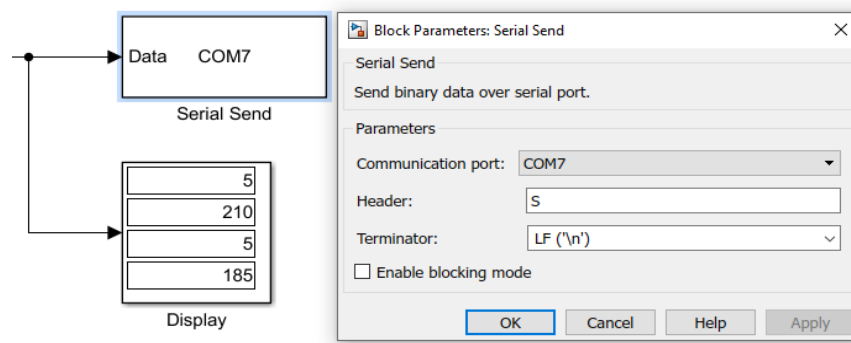 Data COM7
Serial Send
5
210
5
185
Display
Block Parameters: Serial Send
Serial Send
Send binary data over serial port.
Parameters
Communication port: COM7
Header: S
Terminator: LF ('\n')
Enable blocking mode
OK Cancel Help Apply